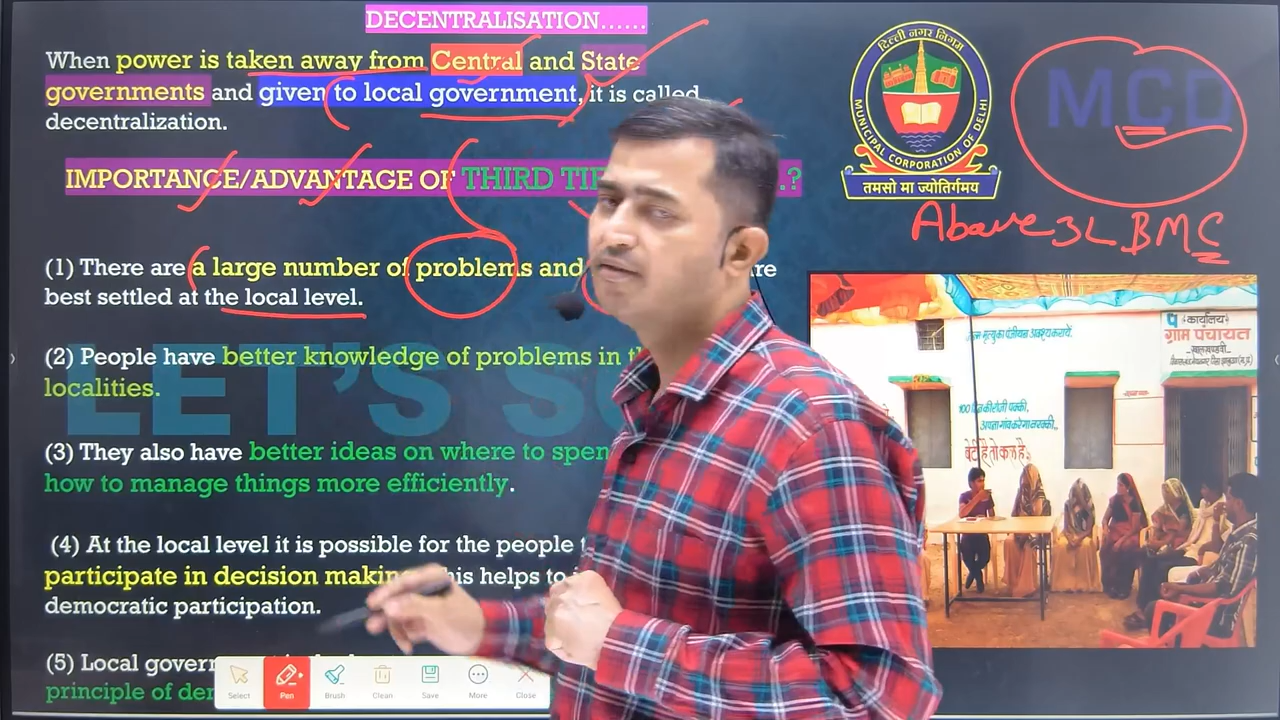 DECENTRALISATION......
When power is taken away from Central and State
governments and given to local government, it is called
decentralization.
IMPORTANCE/ADVANTAGE OF THIRD TI ?
(1) There are a large number of problems and
best settled at the local level.
(2) People have better knowledge of problems in
localities.
(3) They also have better ideas on where to
how to manage things more efficiently.
(4) At the local level it is possible for the people
participate in decision This helps to
democratic participation.
(5) Local
principle of
LET'S
Select
Pen
Brush
Clean
Save
More
Close
दिल्ली नगर निगम
MUNICIPAL CORPORATION OF DELHI
तमसो मा ज्योतिर्गमय
MCD
Above 3L BMC
कार्यालय
ग्राम पंचायत
बेटी है तो कल है